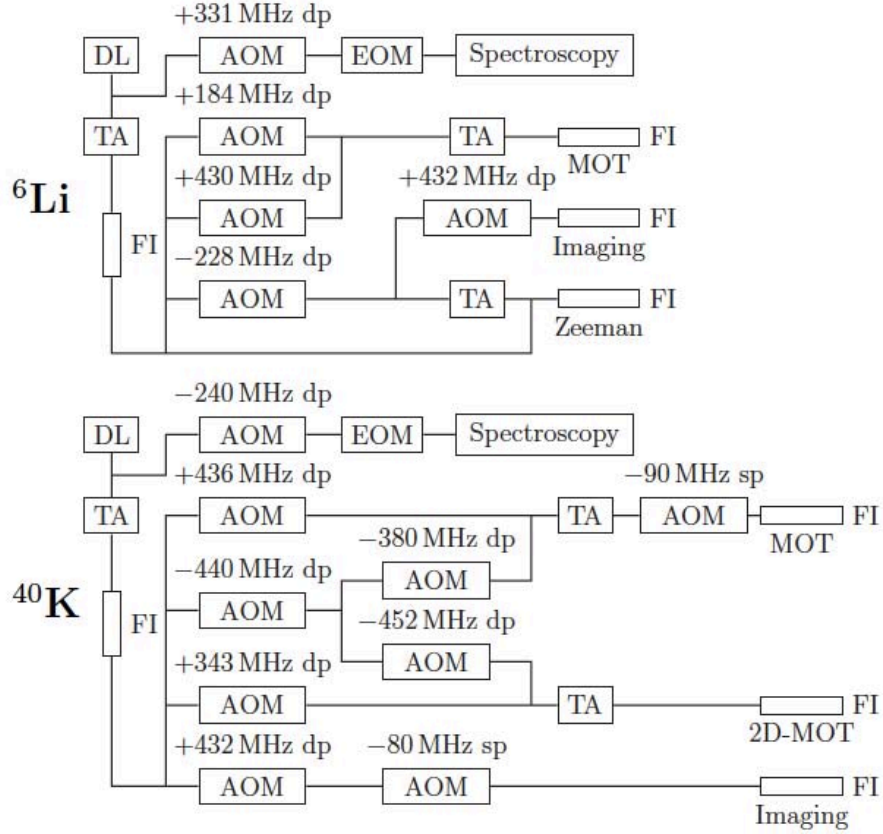 +331 MHz dp
DL AOM EOM Spectroscopy
+184 MHz dp
TA AOM TA FI
MOT
+430 MHz dp +432 MHz dp
⁶Li
AOM AOM FI
FI Imaging
−228 MHz dp
AOM TA FI
Zeeman
−240 MHz dp
DL AOM EOM Spectroscopy
+436 MHz dp −90 MHz sp
TA AOM TA AOM FI
MOT
−380 MHz dp
−440 MHz dp AOM
⁴⁰K
AOM
FI −452 MHz dp
+343 MHz dp AOM
AOM TA FI
2D-MOT
+432 MHz dp −80 MHz sp
AOM AOM FI
Imaging